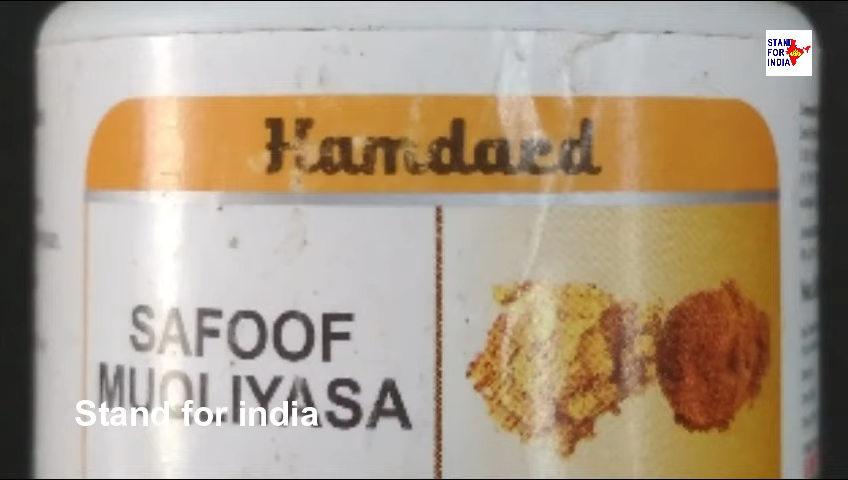 STAND
FOR
INDIA
Hamdard
SAFOOF
MUQLIYASA
Stand for india